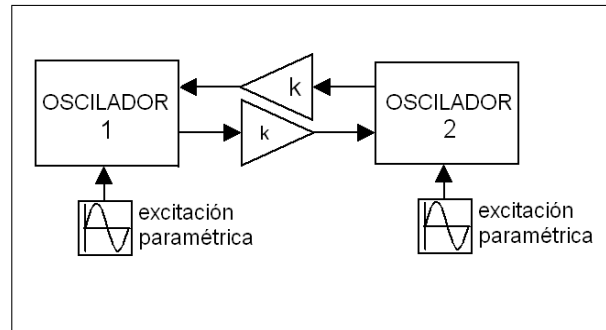 OSCILADOR
1
k
k
OSCILADOR
2
excitación
paramétrica
excitación
paramétrica